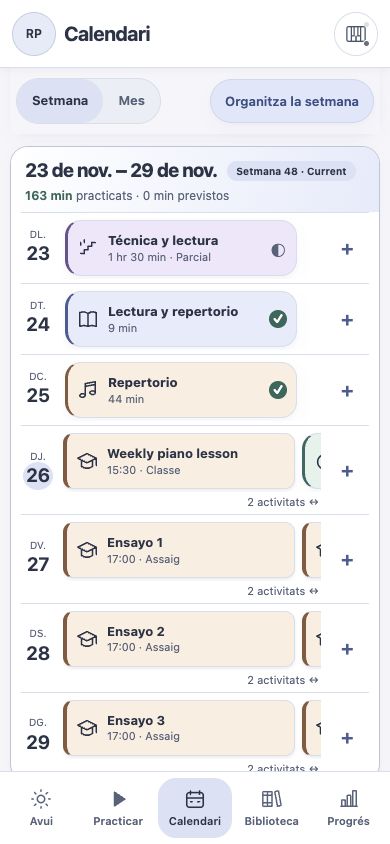 RP Calendari
Setmana Mes Organitza la setmana
23 de nov. – 29 de nov. Setmana 48 · Current
163 min practicats · 0 min previstos
DL.
23
Técnica y lectura
1 hr 30 min · Parcial
+
DT.
24
Lectura y repertorio
9 min
+
DC.
25
Repertorio
44 min
+
DJ.
26
Weekly piano lesson
15:30 · Classe
+
2 activitats ↔
DV.
27
Ensayo 1
17:00 · Assaig
+
2 activitats ↔
DS.
28
Ensayo 2
17:00 · Assaig
+
2 activitats ↔
DG.
29
Ensayo 3
17:00 · Assaig
+
2 activitats ↔
Avui Practicar Calendari Biblioteca Progrés